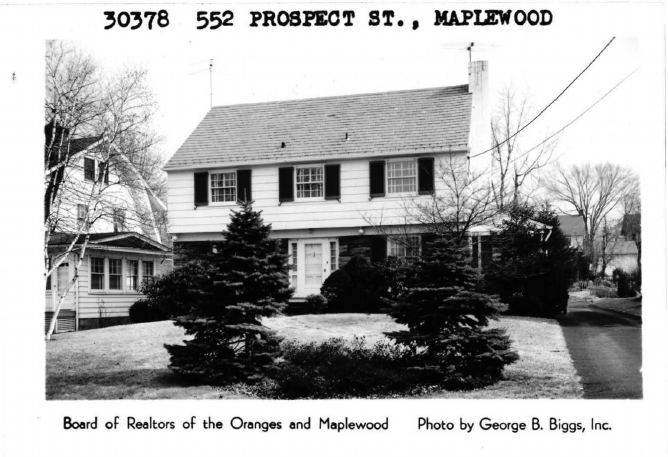 30378 552 PROSPECT ST., MAPLEWOOD
Board of Realtors of the Oranges and Maplewood Photo by George B. Biggs, Inc.